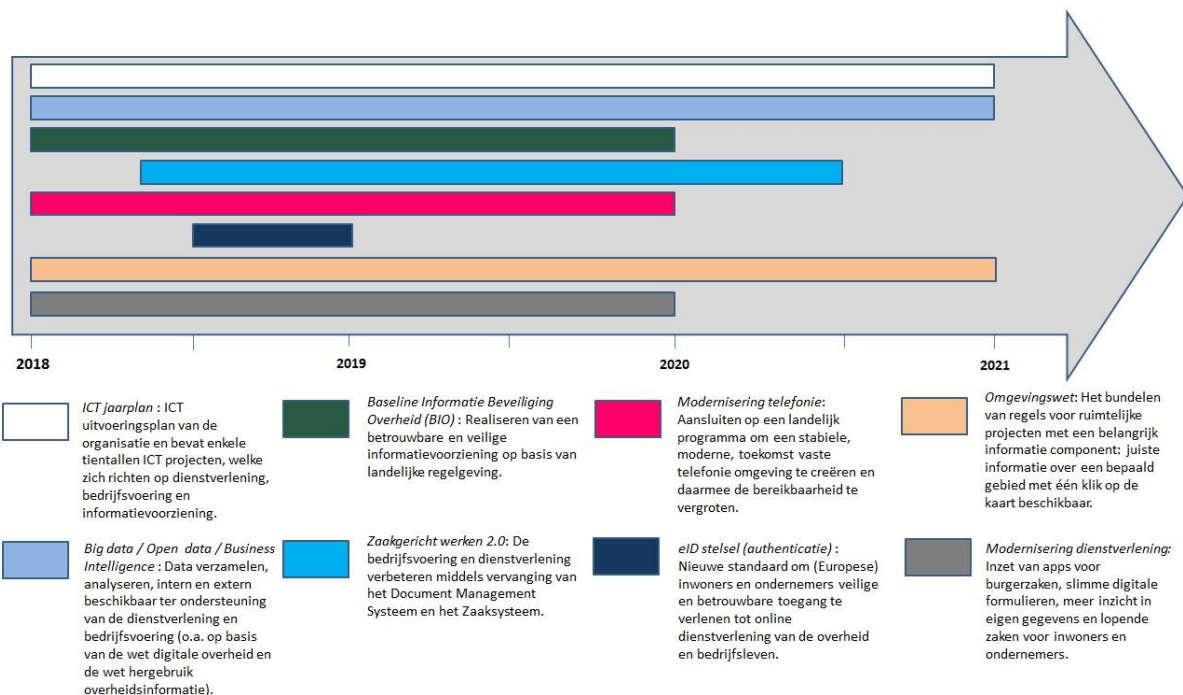 2018
2019
2020
2021
ICT jaarplan : ICT
uitvoeringsplan van de
organisatie en bevat enkele
tientallen ICT projecten, welke
zich richten op dienstverlening,
bedrijfsvoering en
informatievoorziening.
Baseline Informatie Beveiliging
Overheid (BIO) : Realiseren van een
betrouwbare en veilige
informatievoorziening op basis van
landelijke regelgeving.
Modernisering telefonie:
Aansluiten op een landelijk
programma om een stabiele,
moderne, toekomst vaste
telefonie omgeving te creëren en
daarmee de bereikbaarheid te
vergroten.
Omgevingswet: Het bundelen
van regels voor ruimtelijke
projecten met een belangrijk
informatie component: juiste
informatie over een bepaald
gebied met één klik op de
kaart beschikbaar.
Big data / Open data / Business
Intelligence : Data verzamelen,
analyseren, intern en extern
beschikbaar ter ondersteuning
van de dienstverlening en
bedrijfsvoering (o.a. op basis
van de wet digitale overheid en
de wet hergebruik
overheidsinformatie).
Zaakgericht werken 2.0: De
bedrijfsvoering en dienstverlening
verbeteren middels vervanging van
het Document Management
Systeem en het Zaaksysteem.
eID stelsel (authenticatie) :
Nieuwe standaard om (Europese)
inwoners en ondernemers veilige
en betrouwbare toegang te
verlenen tot online
dienstverlening van de overheid
en bedrijfsleven.
Modernisering dienstverlening:
Inzet van apps voor
burgerzaken, slimme digitale
formulieren, meer inzicht in
eigen gegevens en lopende
zaken voor inwoners en
ondernemers.